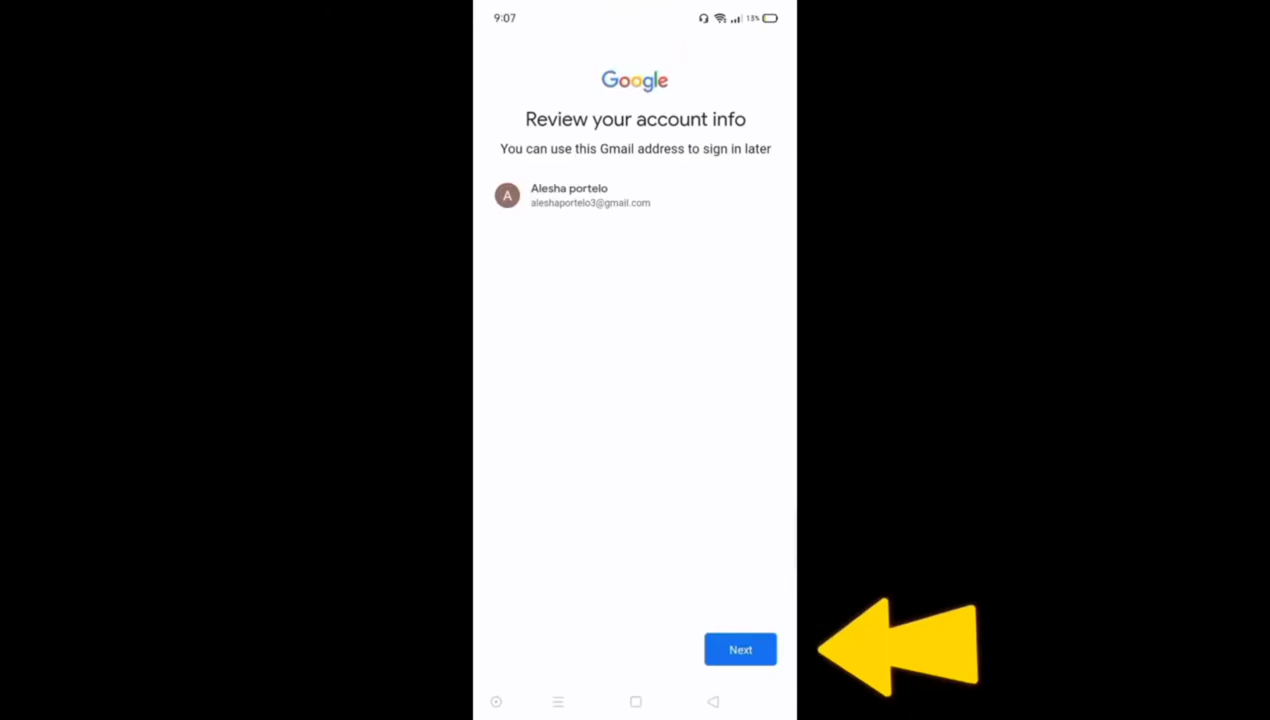 9:07 13%
Google
Review your account info
You can use this Gmail address to sign in later
A
Alesha portelo
aleshaportelo3@gmail.com
Next